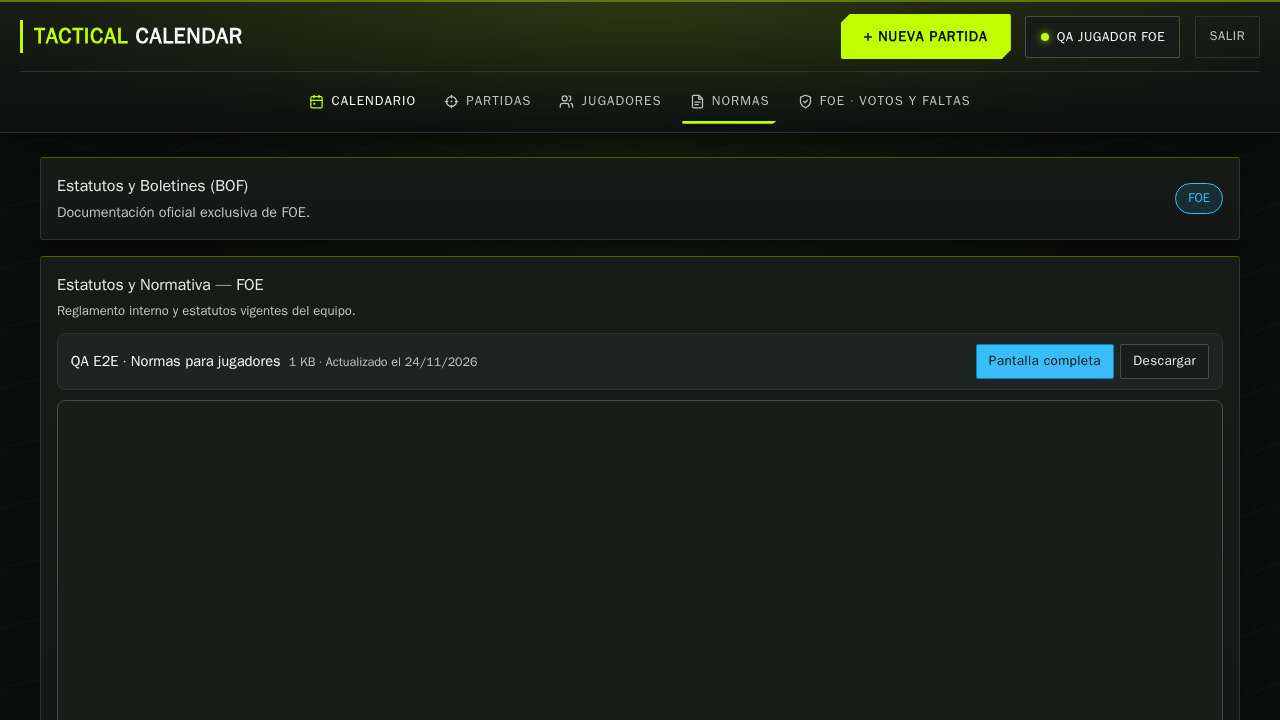 TACTICAL CALENDAR
+ NUEVA PARTIDA
QA JUGADOR FOE
SALIR
CALENDARIO
PARTIDAS
JUGADORES
NORMAS
FOE · VOTOS Y FALTAS
Estatutos y Boletines (BOF)
Documentación oficial exclusiva de FOE.
FOE
Estatutos y Normativa — FOE
Reglamento interno y estatutos vigentes del equipo.
QA E2E · Normas para jugadores 1 KB · Actualizado el 24/11/2026
Pantalla completa
Descargar